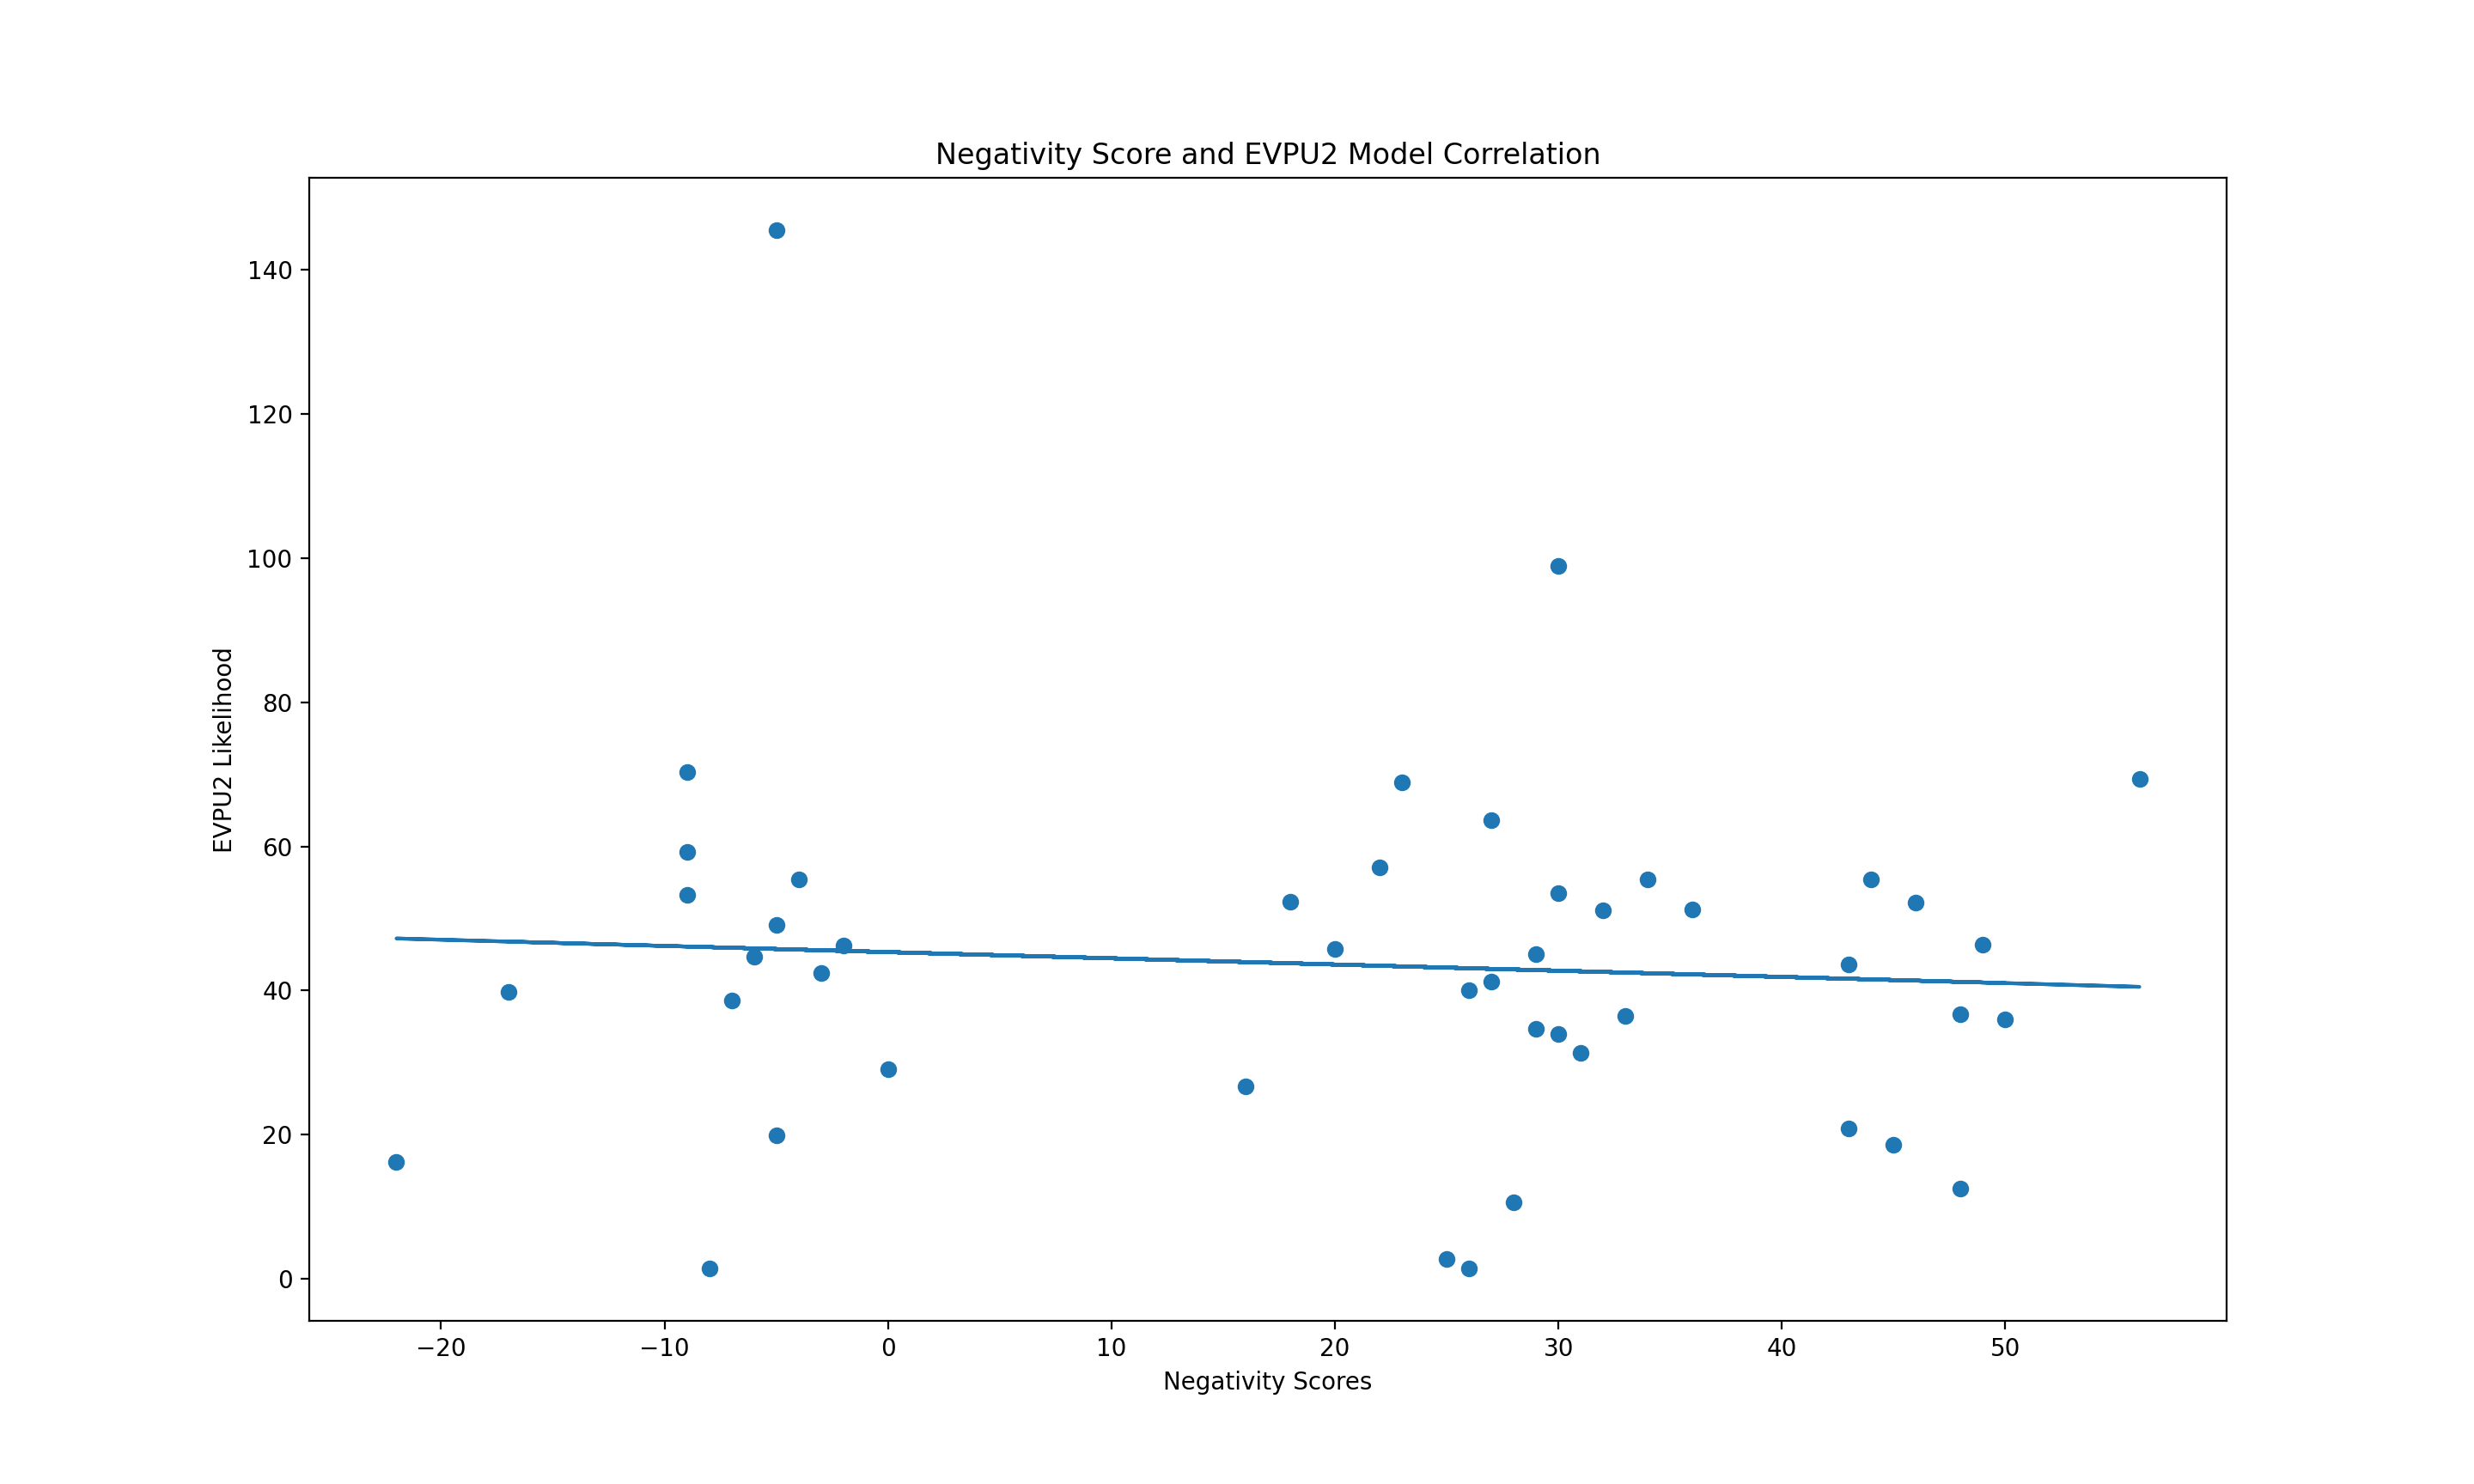 Negativity Score and EVPU2 Model Correlation
140
120
100
80
60
40
20
0
EVPU2 Likelihood
−20 −10 0 10 20 30 40 50
Negativity Scores